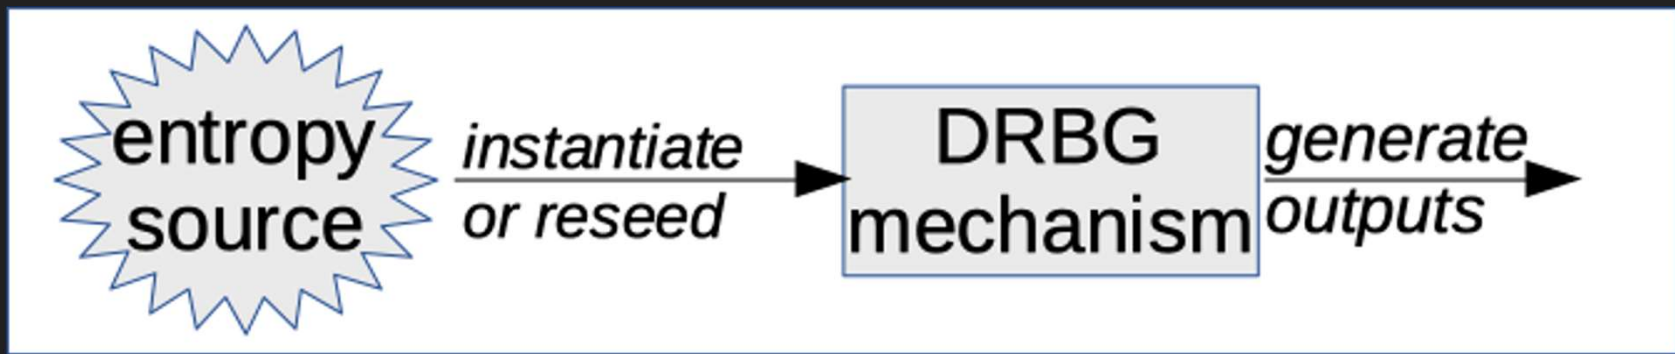 entropy
source
instantiate
or reseed
DRBG
mechanism
generate
outputs